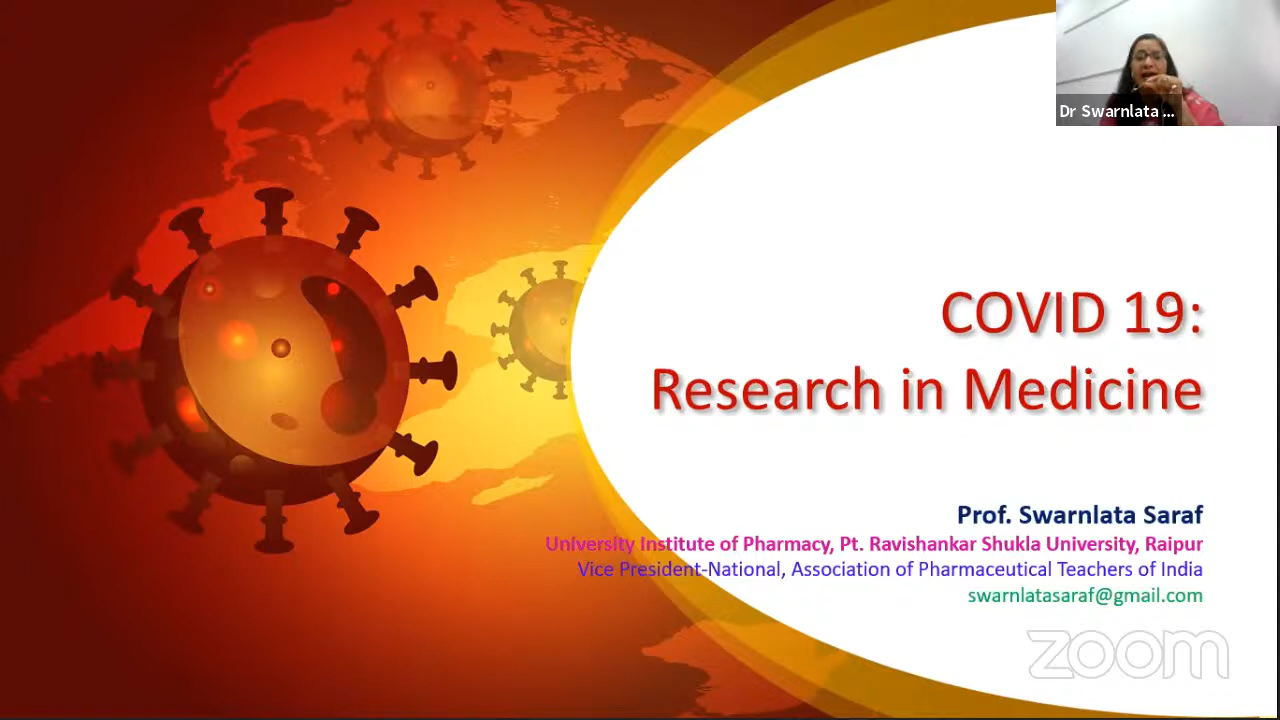 Dr Swarnlata ...
COVID 19:
Research in Medicine
Prof. Swarnlata Saraf
University Institute of Pharmacy, Pt. Ravishankar Shukla University, Raipur
Vice President-National, Association of Pharmaceutical Teachers of India
swarnlatasaraf@gmail.com
zoom